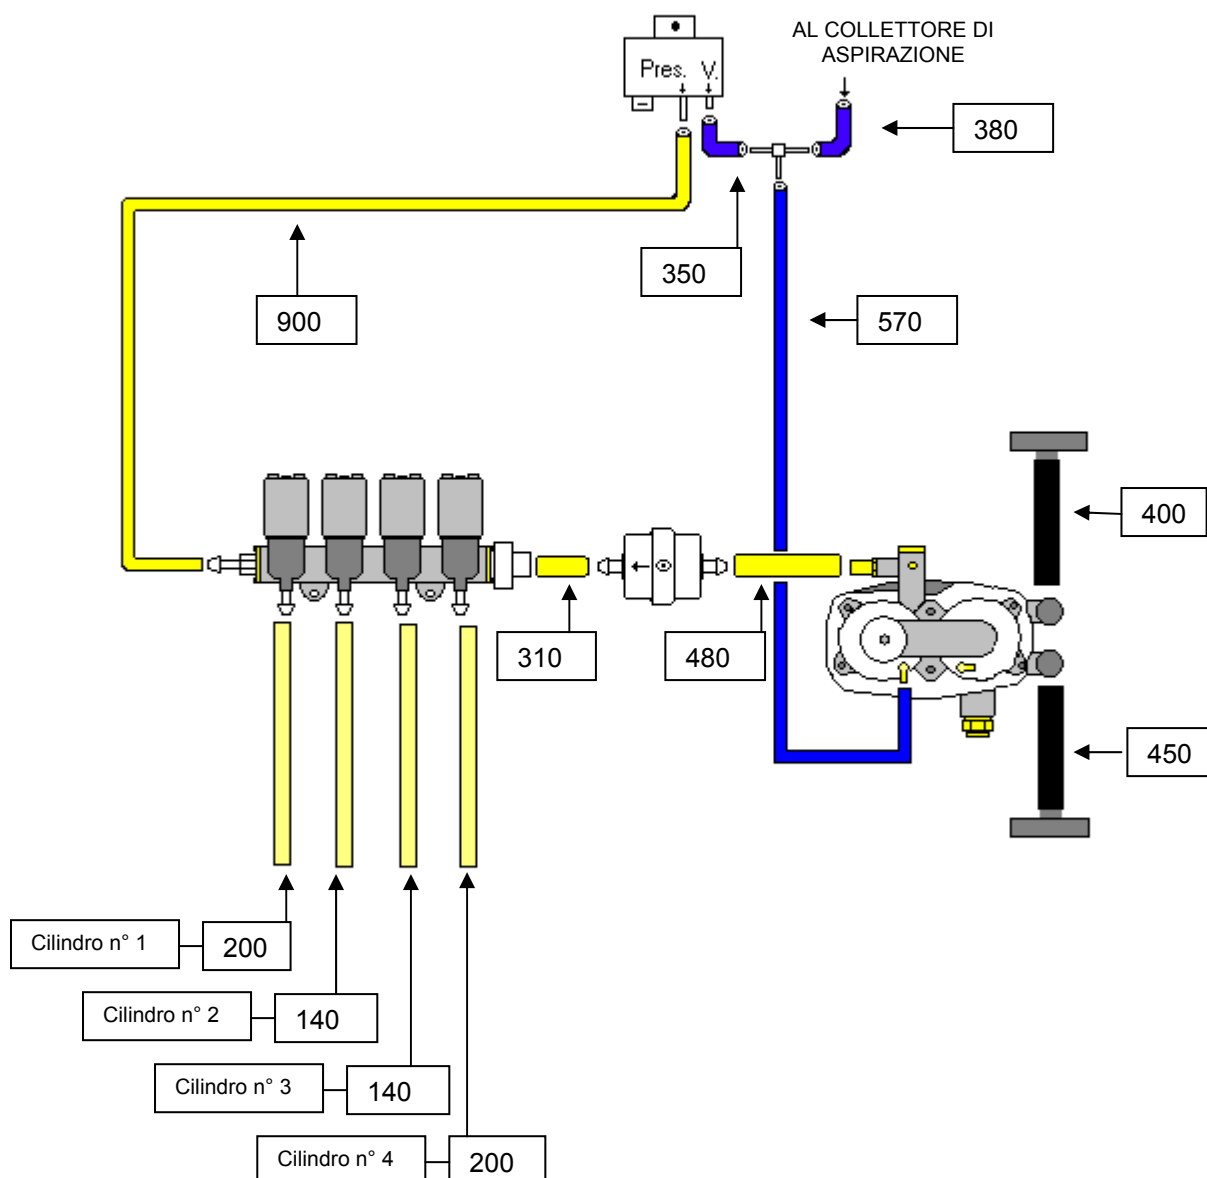 AL COLLETTORE DI
ASPIRAZIONE
Pres. V.
380
350
900
570
400
310
480
450
Cilindro n° 1
200
Cilindro n° 2
140
Cilindro n° 3
140
Cilindro n° 4
200